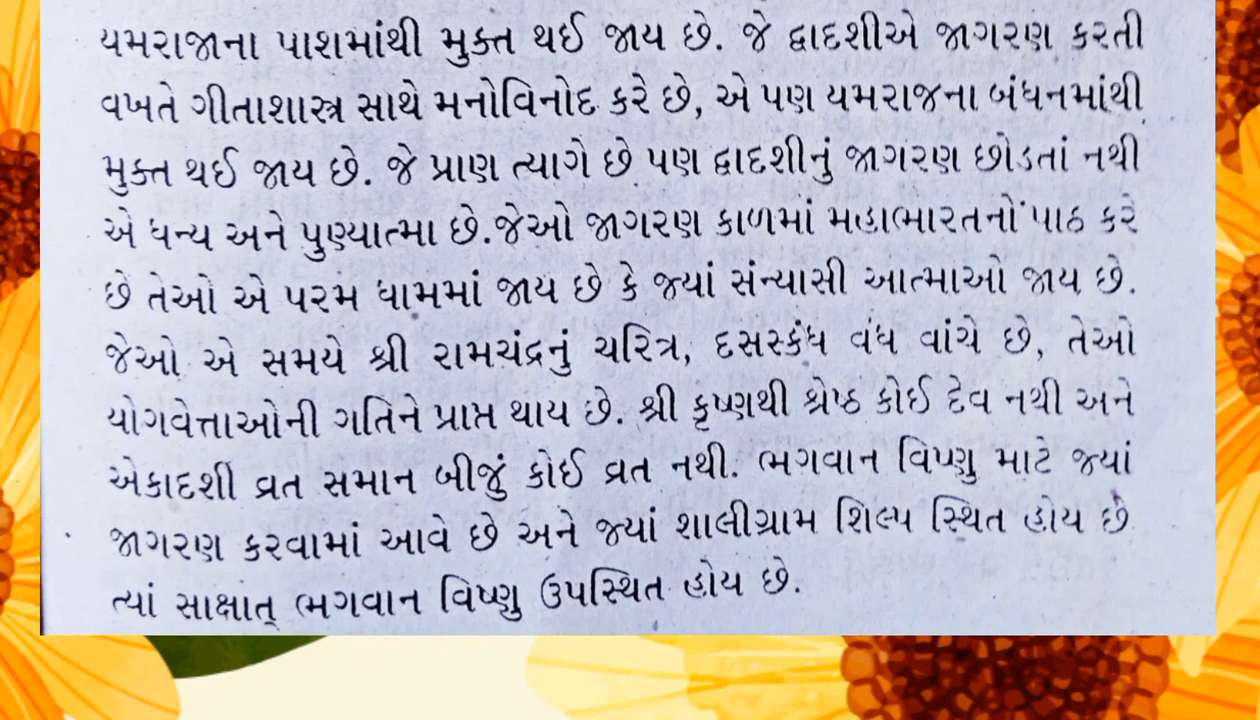 યમરાજાના પાશમાંથી મુક્ત થઈ જાય છે. જે દ્વાદશીએ જાગરણ કરતી
વખતે ગીતાશાસ્ત્ર સાથે મનોવિનોદ કરે છે, એ પણ યમરાજના બંધનમાંથી
મુક્ત થઈ જાય છે. જે પ્રાણ ત્યાગે છે પણ દ્વાદશીનું જાગરણ છોડતાં નથી
એ ધન્ય અને પુણ્યાત્મા છે.જેઓ જાગરણ કાળમાં મહાભારતનોં પાઠ કરે
છે તેઓ એ પરમ ધામમાં જાય છે કે જ્યાં સંન્યાસી આત્માઓ જાય છે.
જેઓ એ સમયે શ્રી રામચંદ્રનું ચરિત્ર, દસસ્કંધ વંધ વાંચે છે, તેઓ
યોગવેત્તાઓની ગતિને પ્રાપ્ત થાય છે. શ્રી કૃષ્ણથી શ્રેષ્ઠ કોઈ દેવ નથી અને
એકાદશી વ્રત સમાન બીજું કોઈ વ્રત નથી. ભગવાન વિષ્ણુ માટે જ્યાં
જાગરણ કરવામાં આવે છે અને જ્યાં શાલીગ્રામ શિલ્પ સ્થિત હોય છે
ત્યાં સાક્ષાત્ ભગવાન વિષ્ણુ ઉપસ્થિત હોય છે.